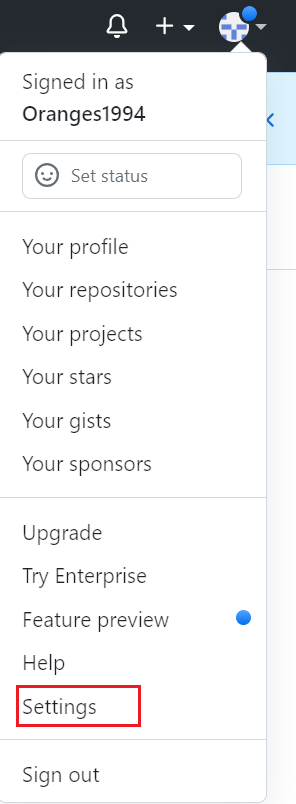 Signed in as
Oranges1994
Set status
Your profile
Your repositories
Your projects
Your stars
Your gists
Your sponsors
Upgrade
Try Enterprise
Feature preview
Help
Settings
Sign out